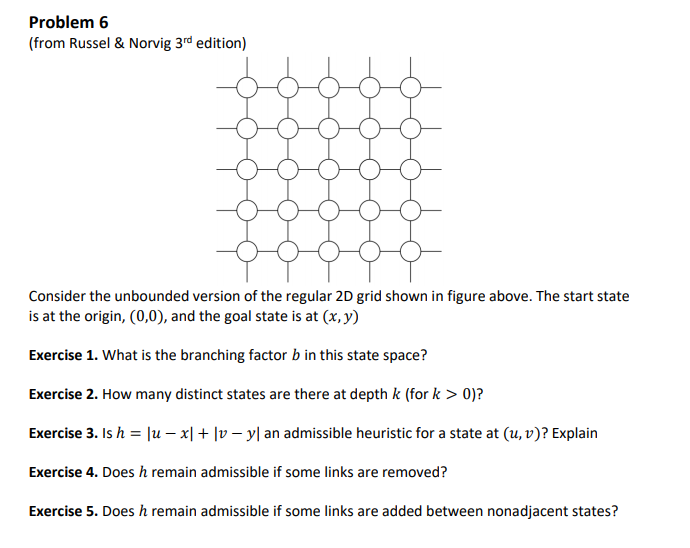 Problem 6
(from Russel & Norvig 3rd edition)
Consider the unbounded version of the regular 2D grid shown in figure above. The start state
is at the origin, (0,0), and the goal state is at (x, y)
Exercise 1. What is the branching factor b in this state space?
Exercise 2. How many distinct states are there at depth k (for k > 0)?
Exercise 3. Is h = |u − x| + |v − y| an admissible heuristic for a state at (u, v)? Explain
Exercise 4. Does h remain admissible if some links are removed?
Exercise 5. Does h remain admissible if some links are added between nonadjacent states?